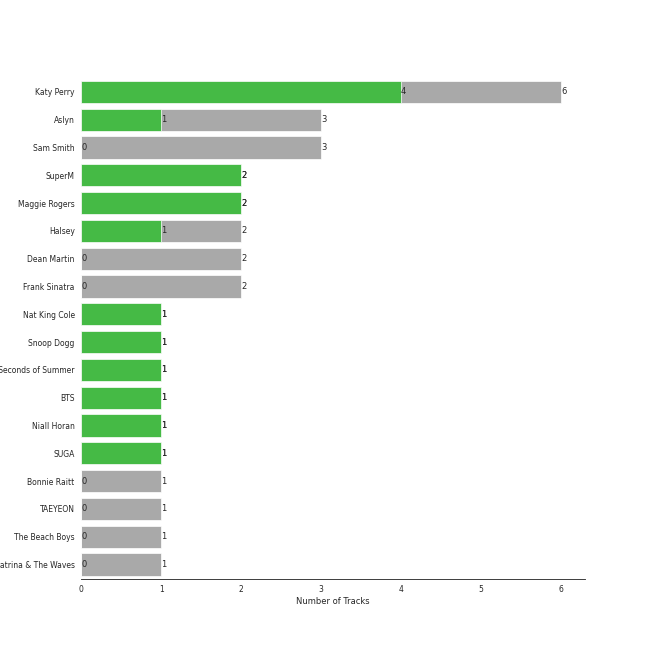 Katy Perry 4 6
Aslyn 1 3
Sam Smith 0 3
SuperM 2
Maggie Rogers 2
Halsey 1 2
Dean Martin 0 2
Frank Sinatra 0 2
Nat King Cole 1
Snoop Dogg 1
Seconds of Summer 1
BTS 1
Niall Horan 1
SUGA 1
Bonnie Raitt 0 1
TAEYEON 0 1
The Beach Boys 0 1
atrina & The Waves 0 1
0 1 2 3 4 5 6
Number of Tracks